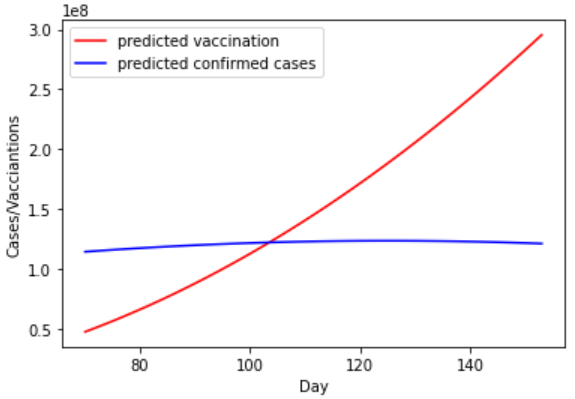 1e8
predicted vaccination
predicted confirmed cases
3.0
2.5
2.0
1.5
1.0
0.5
Cases/Vacciantions
80
100
120
140
Day